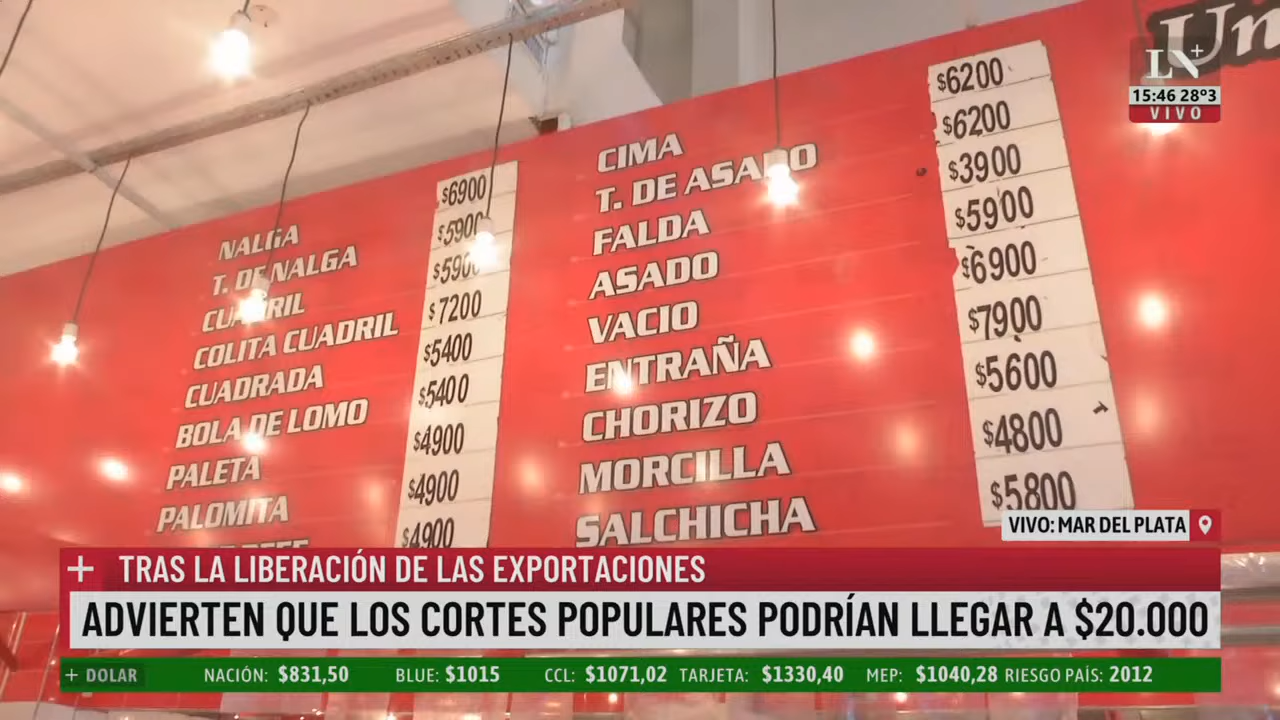 Un
LN+
15:46 28º3
VIVO
NALGA
T. DE NALGA
CUADRIL
COLITA CUADRIL
CUADRADA
BOLA DE LOMO
PALETA
PALOMITA
$6900
$5900
$5900
$7200
$5400
$5400
$4900
$4900
$4900
CIMA
T. DE ASADO
FALDA
ASADO
VACIO
ENTRAÑA
CHORIZO
MORCILLA
SALCHICHA
$6200
$6200
$3900
$5900
$6900
$7900
$5600
$4800
$5800
VIVO: MAR DEL PLATA
+ TRAS LA LIBERACIÓN DE LAS EXPORTACIONES
ADVIERTEN QUE LOS CORTES POPULARES PODRÍAN LLEGAR A $20.000
+ DOLAR NACIÓN: $831,50 BLUE: $1015 CCL: $1071,02 TARJETA: $1330,40 MEP: $1040,28 RIESGO PAÍS: 2012